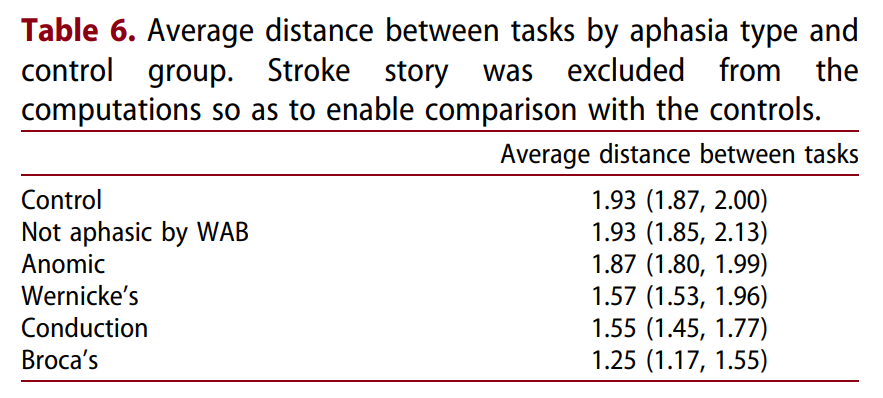 Table 6. Average distance between tasks by aphasia type and
control group. Stroke story was excluded from the
computations so as to enable comparison with the controls.
Average distance between tasks
Control 1.93 (1.87, 2.00)
Not aphasic by WAB 1.93 (1.85, 2.13)
Anomic 1.87 (1.80, 1.99)
Wernicke’s 1.57 (1.53, 1.96)
Conduction 1.55 (1.45, 1.77)
Broca’s 1.25 (1.17, 1.55)